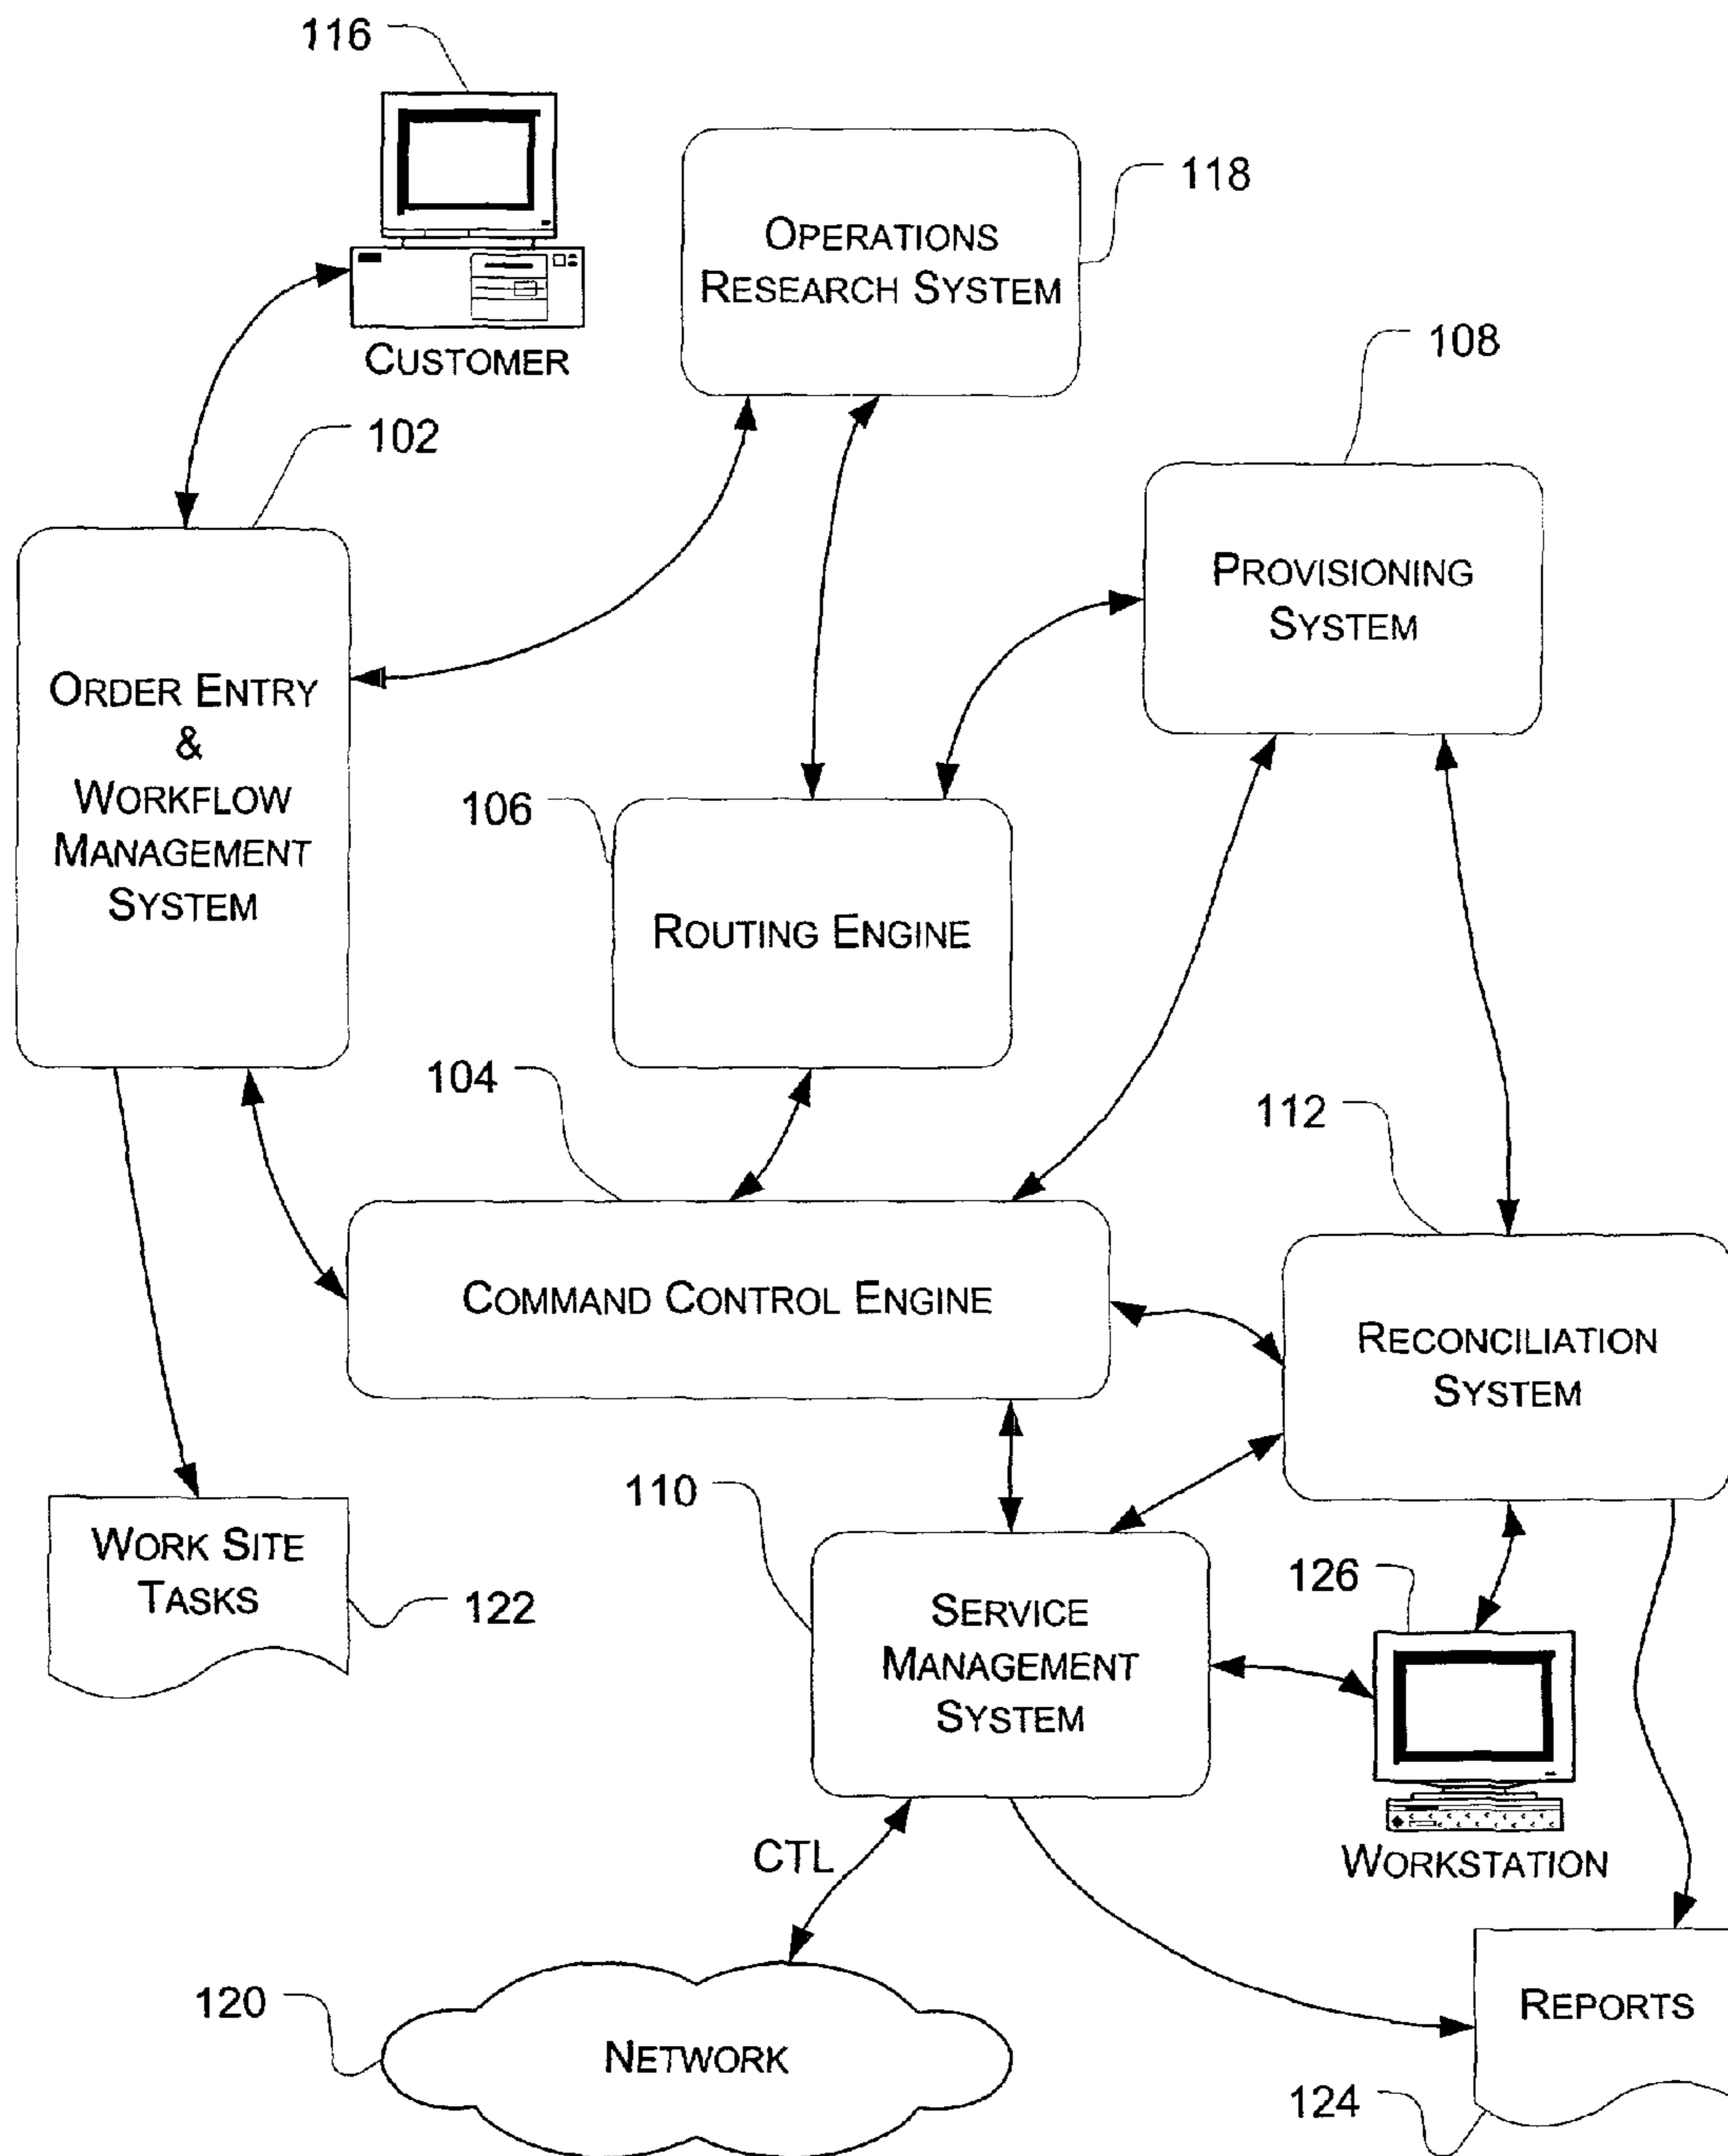 116
118
OPERATIONS
RESEARCH SYSTEM
CUSTOMER
108
102
PROVISIONING
SYSTEM
ORDER ENTRY
&
WORKFLOW
MANAGEMENT
SYSTEM
106
ROUTING ENGINE
104
112
COMMAND CONTROL ENGINE
RECONCILIATION
SYSTEM
110
WORK SITE
TASKS
122
126
SERVICE
MANAGEMENT
SYSTEM
CTL
WORKSTATION
120
NETWORK
REPORTS
124